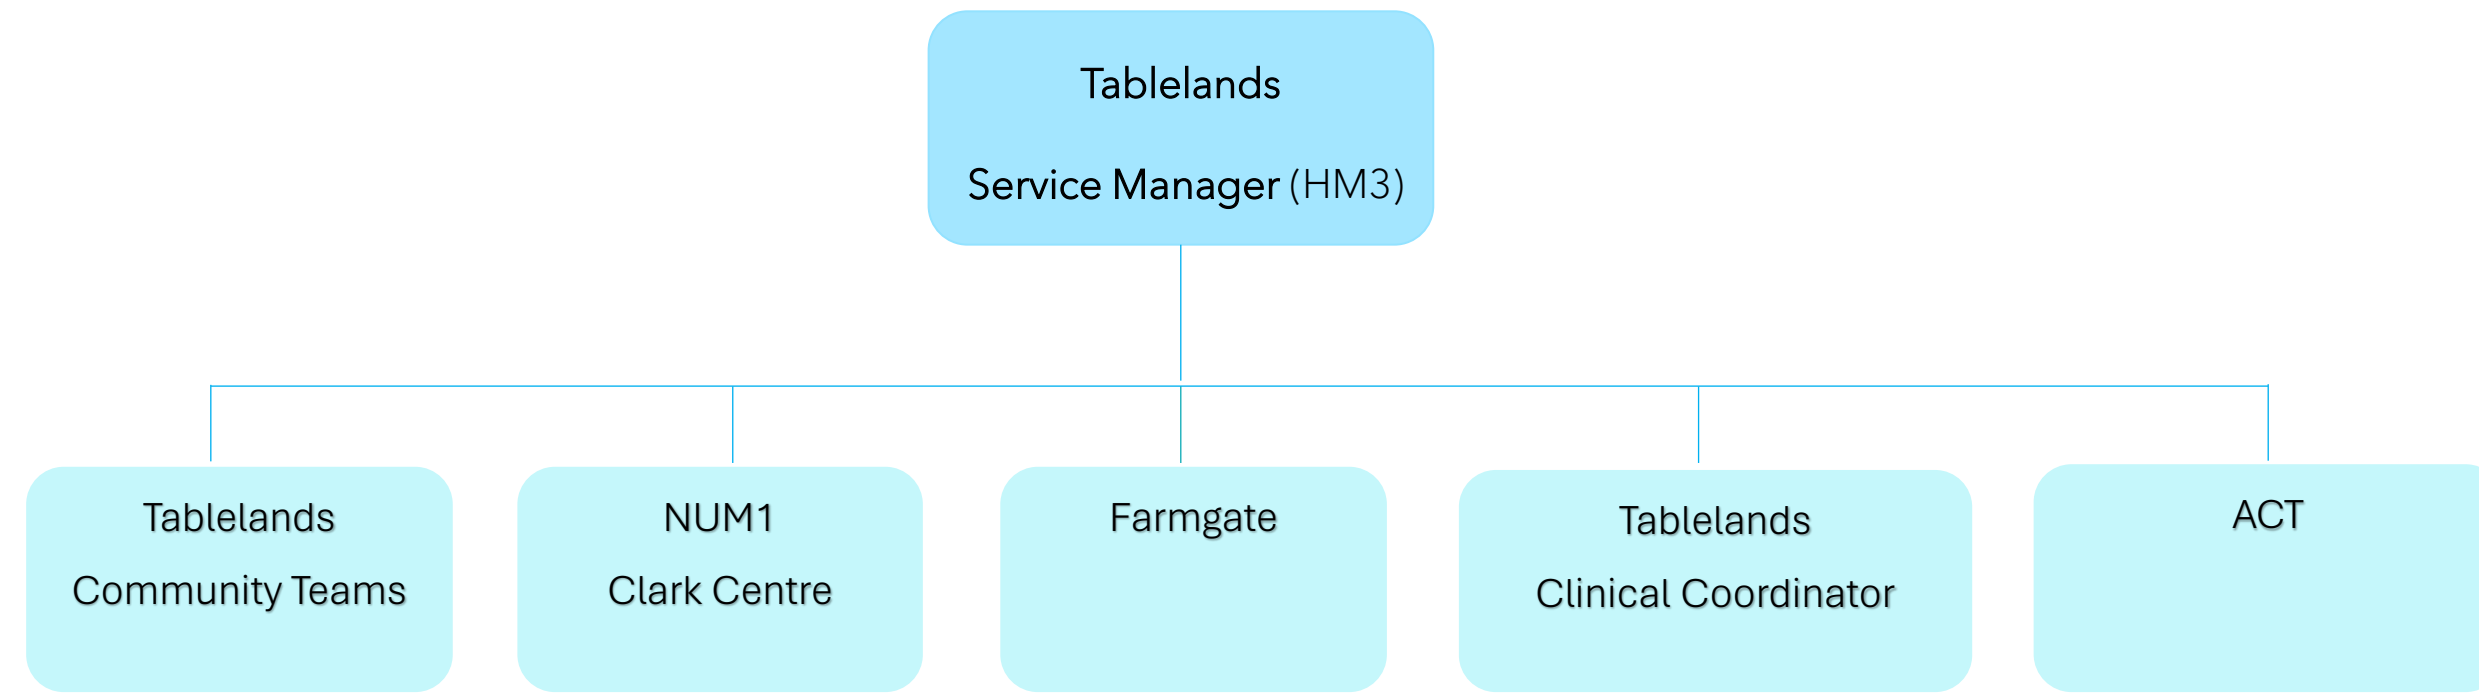 Tablelands
Service Manager (HM3)
Tablelands
Community Teams
NUM1
Clark Centre
Farmgate
Tablelands
Clinical Coordinator
ACT